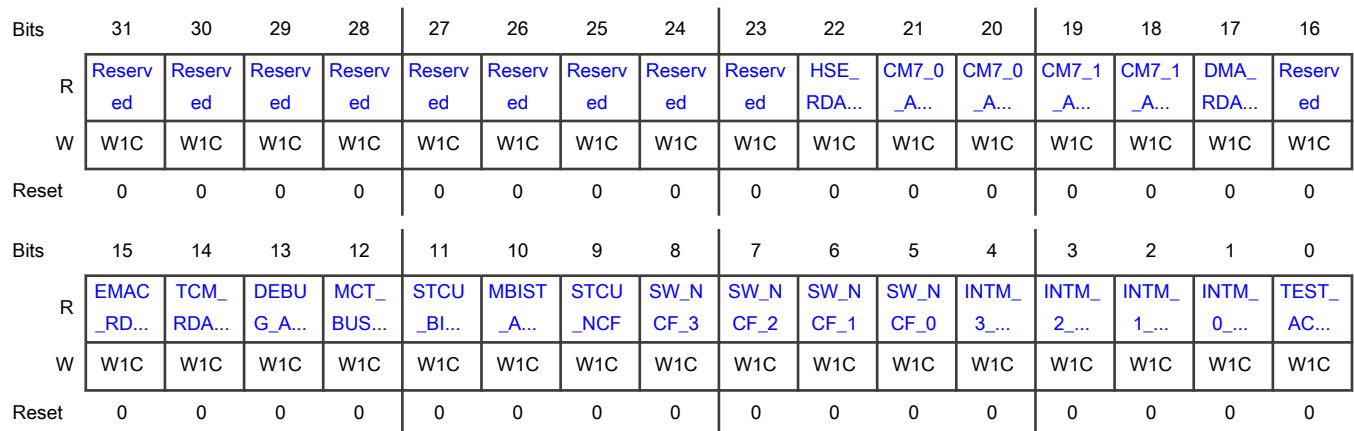 Bits 31 30 29 28 27 26 25 24 23 22 21 20 19 18 17 16
R Reserv Reserv Reserv Reserv Reserv Reserv Reserv Reserv Reserv HSE_ CM7_0 CM7_0 CM7_1 CM7_1 DMA_ Reserv
ed ed ed ed ed ed ed ed ed RDA... _A... _A... _A... _A... RDA... ed
W W1C W1C W1C W1C W1C W1C W1C W1C W1C W1C W1C W1C W1C W1C W1C W1C
Reset 0 0 0 0 0 0 0 0 0 0 0 0 0 0 0 0
Bits 15 14 13 12 11 10 9 8 7 6 5 4 3 2 1 0
R EMAC TCM_ DEBU MCT_ STCU MBIST STCU SW_N SW_N SW_N SW_N INTM_ INTM_ INTM_ INTM_ TEST_
_RD... RDA... G_A... BUS... _BI... _A... _NCF CF_3 CF_2 CF_1 CF_0 3_... 2_... 1_... 0_... AC...
W W1C W1C W1C W1C W1C W1C W1C W1C W1C W1C W1C W1C W1C W1C W1C W1C
Reset 0 0 0 0 0 0 0 0 0 0 0 0 0 0 0 0